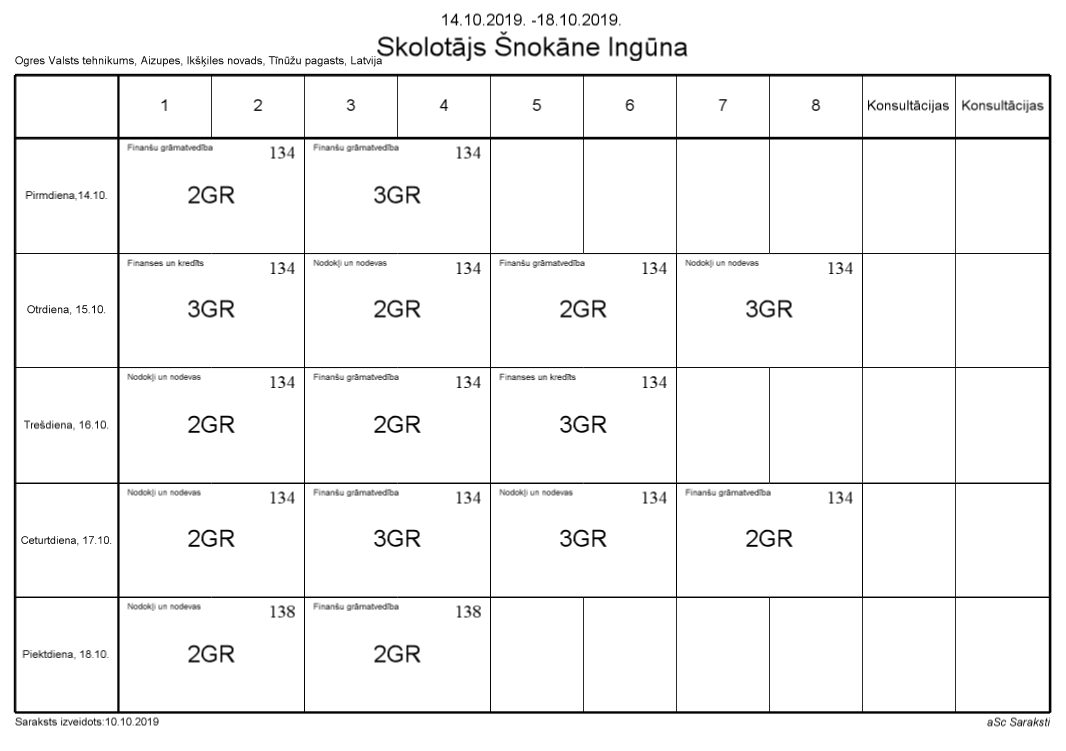 14.10.2019. -18.10.2019.
Skolotājs Šnokāne Ingūna
Ogres Valsts tehnikums, Aizupes, Ikšķiles novads, Tīnūžu pagasts, Latvija
1 2 3 4 5 6 7 8 Konsultācijas Konsultācijas
Finanšu grāmatvedība 134 Finanšu grāmatvedība 134
Pirmdiena,14.10. 2GR 3GR
Finanses un kredīts 134 Nodokļi un nodevas 134 Finanšu grāmatvedība 134 Nodokļi un nodevas 134
Otrdiena, 15.10. 3GR 2GR 2GR 3GR
Nodokļi un nodevas 134 Finanšu grāmatvedība 134 Finanses un kredīts 134
Trešdiena, 16.10. 2GR 2GR 3GR
Nodokļi un nodevas 134 Finanšu grāmatvedība 134 Nodokļi un nodevas 134 Finanšu grāmatvedība 134
Ceturtdiena, 17.10. 2GR 3GR 3GR 2GR
Nodokļi un nodevas 138 Finanšu grāmatvedība 138
Piektdiena, 18.10. 2GR 2GR
Saraksts izveidots:10.10.2019 aSc Saraksti